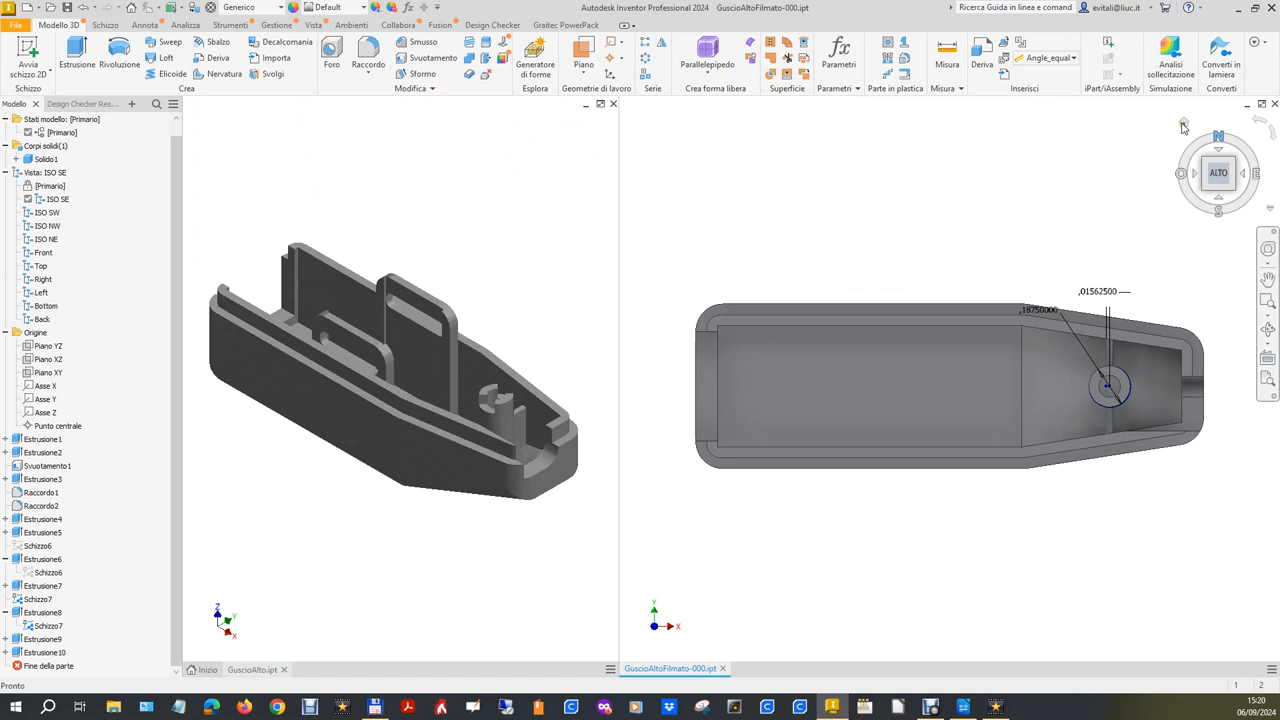 Generico
Default
Autodesk Inventor Professional 2024 GuscioAltoFilmato-000.ipt
Ricerca Guida in linea e comand
evitali@liuc.it
File Modello 3D Schizzo Annota Analizza Strumenti Gestione Vista Ambienti Collabora Fusion Design Checker Graitec PowerPack
Avvia schizzo 2D
Estrusione
Rivoluzione
Sweep
Loft
Elicoide
Sbalzo
Deriva
Nervatura
Decalcomania
Importa
Svolgi
Foro
Raccordo
Smusso
Svuotamento
Sformo
Generatore di forme
Piano
Parallelepipedo
Parametri
Misura
Deriva
Angle_equal
Analisi sollecitazione
Converti in lamiera
Schizzo
Crea
Modifica
Esplora
Geometrie di lavoro
Serie
Crea forma libera
Superficie
Parametri
Parte in plastica
Misura
Inserisci
iPart/iAssembly
Simulazione
Converti
Modello
Design Checker Res...
Stati modello: [Primario]
[Primario]
Corpi solidi(1)
Solido1
Vista: ISO SE
[Primario]
ISO SE
ISO SW
ISO NW
ISO NE
Front
Top
Right
Left
Bottom
Back
Origine
Piano YZ
Piano XZ
Piano XY
Asse X
Asse Y
Asse Z
Punto centrale
Estrusione1
Estrusione2
Svuotamento1
Estrusione3
Raccordo1
Raccordo2
Estrusione4
Estrusione5
Schizzo6
Estrusione6
Schizzo6
Estrusione7
Schizzo7
Estrusione8
Schizzo7
Estrusione9
Estrusione10
Fine della parte
Z
Y
X
N
O
ALTO
E
S
,01562500
,18750000
Y
X
Inizio
GuscioAlto.ipt
GuscioAltoFilmato-000.ipt
Pronto
1
2
15:20
06/09/2024